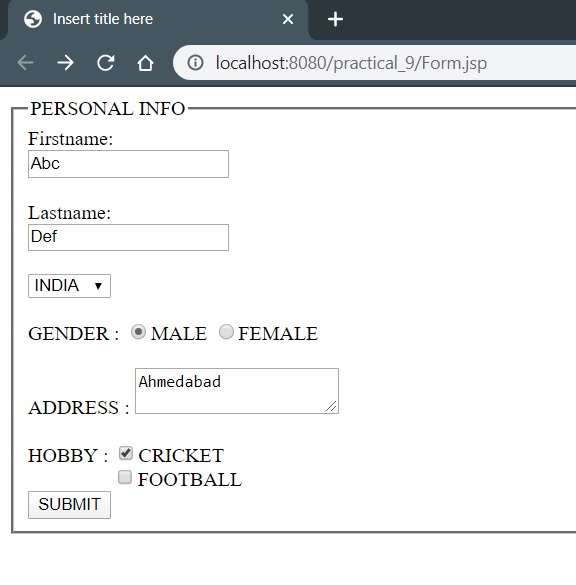 Insert title here
localhost:8080/practical_9/Form.jsp
PERSONAL INFO
Firstname:
Abc
Lastname:
Def
INDIA
GENDER : MALE FEMALE
ADDRESS : Ahmedabad
HOBBY : CRICKET
FOOTBALL
SUBMIT